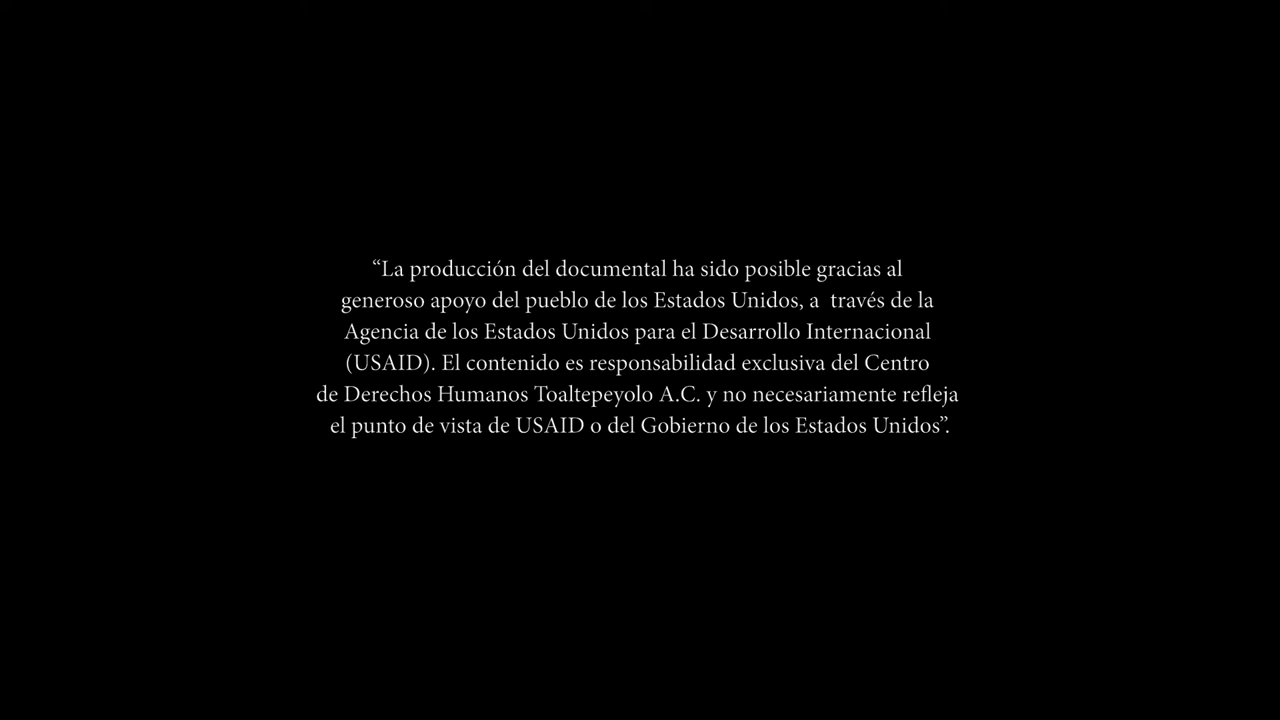 “La producción del documental ha sido posible gracias al
generoso apoyo del pueblo de los Estados Unidos, a  través de la
Agencia de los Estados Unidos para el Desarrollo Internacional
(USAID). El contenido es responsabilidad exclusiva del Centro
de Derechos Humanos Toaltepeyolo A.C. y no necesariamente refleja
el punto de vista de USAID o del Gobierno de los Estados Unidos”.